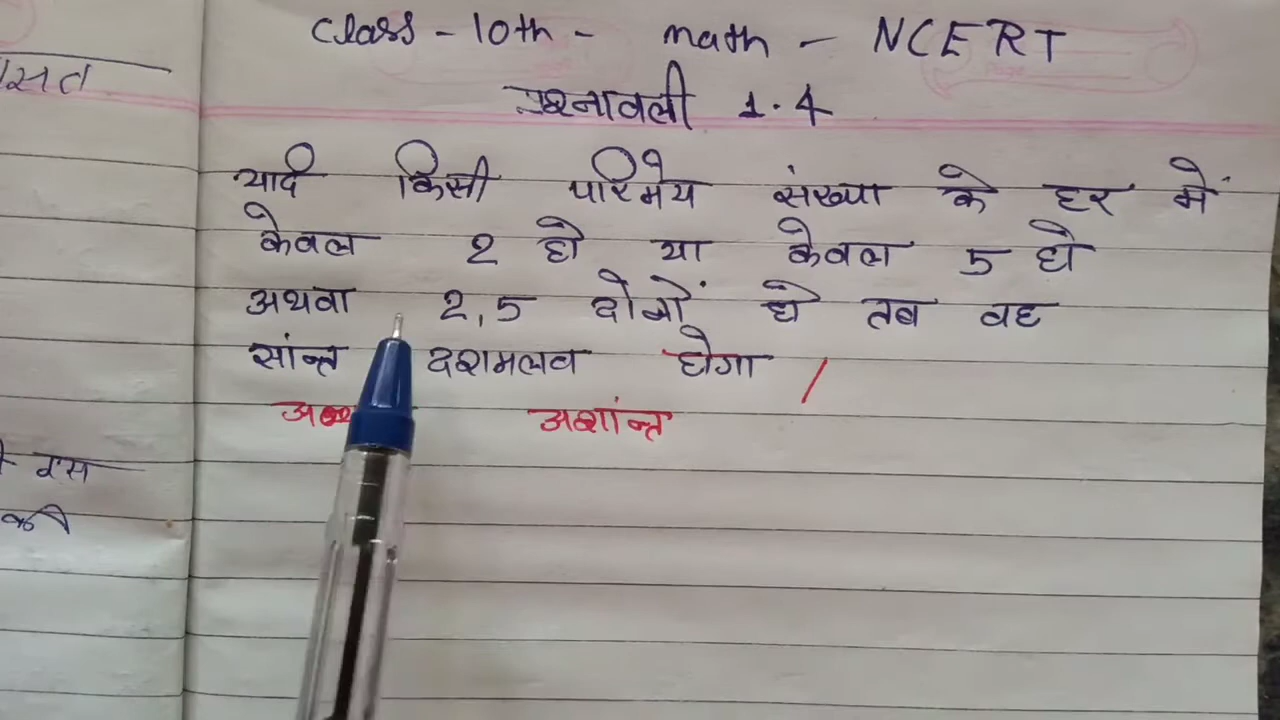 Class - 10th - math - NCERT
प्रश्नावली 1.4
यदि किसी परिमेय संख्या के हर में
केवल 2 हो या केवल 5 हो
अथवा 2,5 दोनों हो तब वह
सांन्त दशमलव होगा /
अशांन्त
एस
की